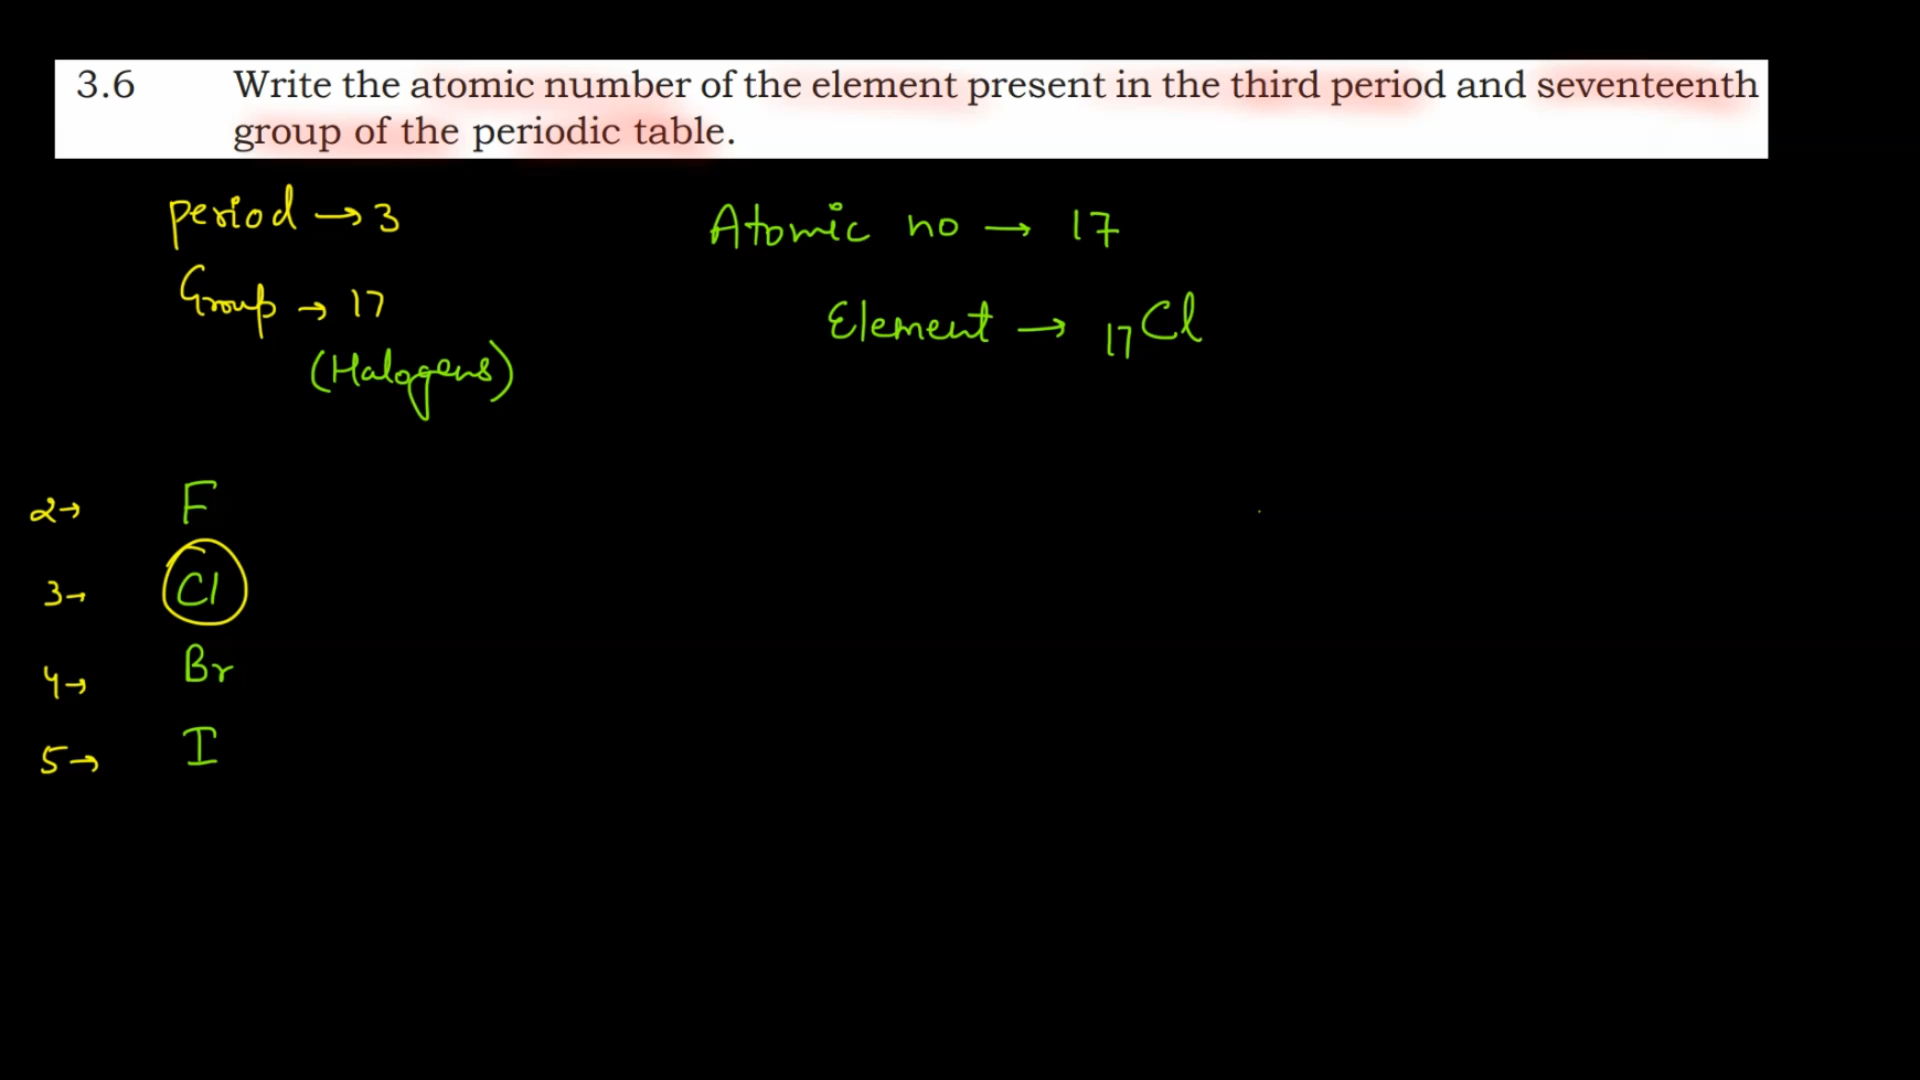 3.6 Write the atomic number of the element present in the third period and seventeenth
group of the periodic table.
Period → 3
Group → 17
(Halogens)
Atomic no → 17
Element → 17Cl
2→ F
3→ Cl
4→ Br
5→ I